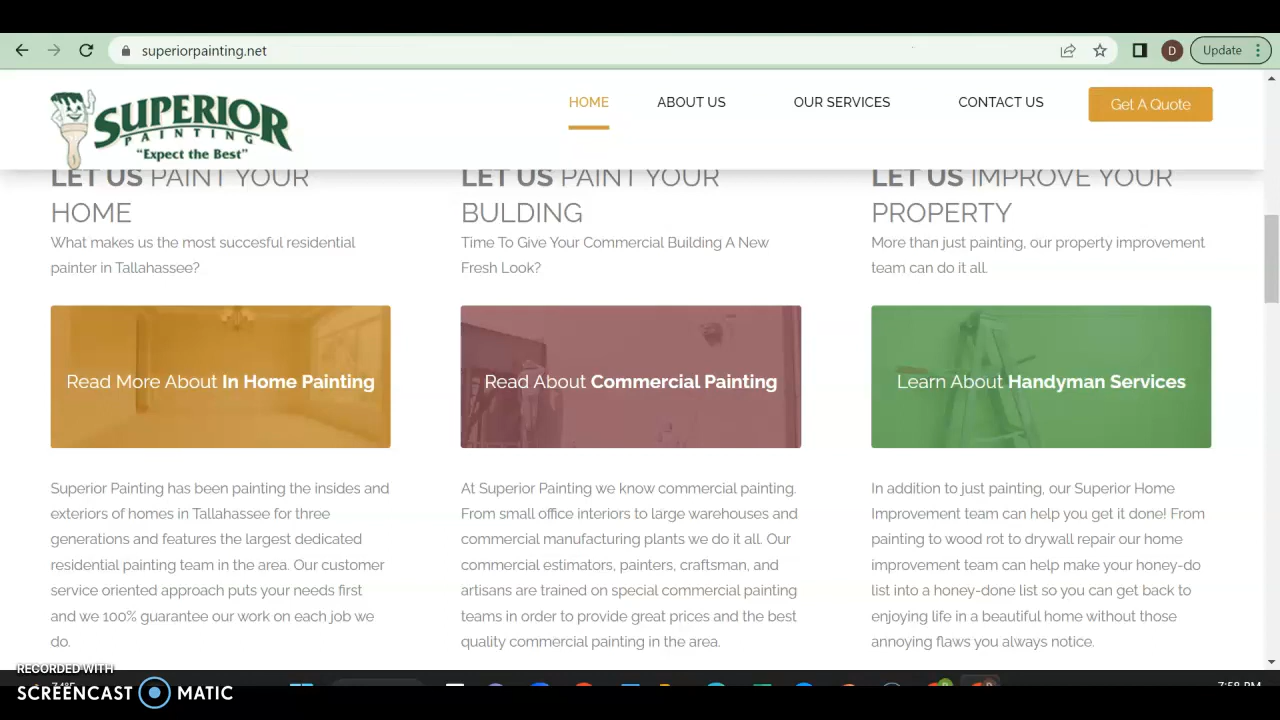 superiorpainting.net
D
Update
SUPERIOR
PAINTING
"Expect the Best"
HOME
ABOUT US
OUR SERVICES
CONTACT US
Get A Quote
LET US PAINT YOUR
HOME
What makes us the most succesful residential
painter in Tallahassee?
Read More About In Home Painting
Superior Painting has been painting the insides and
exteriors of homes in Tallahassee for three
generations and features the largest dedicated
residential painting team in the area. Our customer
service oriented approach puts your needs first
and we 100% guarantee our work on each job we
do.
LET US PAINT YOUR
BULDING
Time To Give Your Commercial Building A New
Fresh Look?
Read About Commercial Painting
At Superior Painting we know commercial painting.
From small office interiors to large warehouses and
commercial manufacturing plants we do it all. Our
commercial estimators, painters, craftsman, and
artisans are trained on special commercial painting
teams in order to provide great prices and the best
quality commercial painting in the area.
LET US IMPROVE YOUR
PROPERTY
More than just painting, our property improvement
team can do it all.
Learn About Handyman Services
In addition to just painting, our Superior Home
Improvement team can help you get it done! From
painting to wood rot to drywall repair our home
improvement team can help make your honey-do
list into a honey-done list so you can get back to
enjoying life in a beautiful home without those
annoying flaws you always notice.
RECORDED WITH
SCREENCAST MATIC
7:58 PM